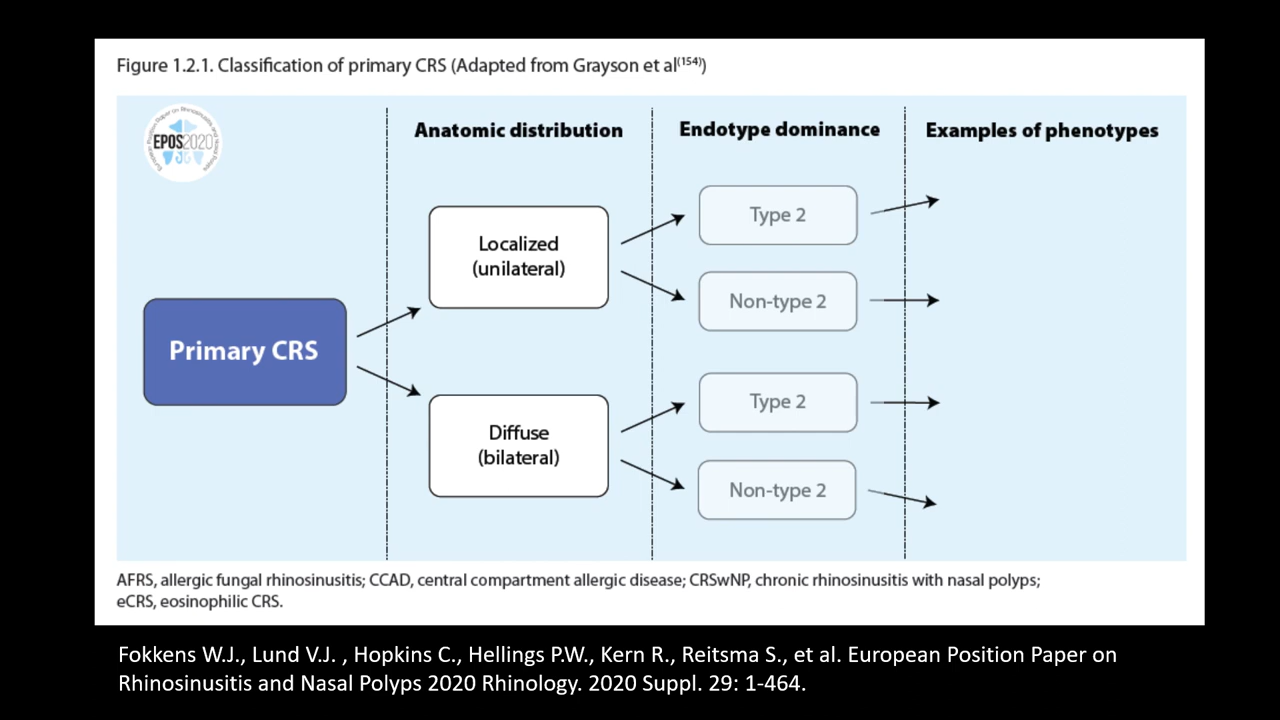 Figure 1.2.1. Classification of primary CRS (Adapted from Grayson et al(154))
EPOS2020
Anatomic distribution
Endotype dominance
Examples of phenotypes
Primary CRS
Localized
(unilateral)
Type 2
Non-type 2
Diffuse
(bilateral)
Type 2
Non-type 2
AFRS, allergic fungal rhinosinusitis; CCAD, central compartment allergic disease; CRSwNP, chronic rhinosinusitis with nasal polyps;
eCRS, eosinophilic CRS.
Fokkens W.J., Lund V.J. , Hopkins C., Hellings P.W., Kern R., Reitsma S., et al. European Position Paper on
Rhinosinusitis and Nasal Polyps 2020 Rhinology. 2020 Suppl. 29: 1-464.